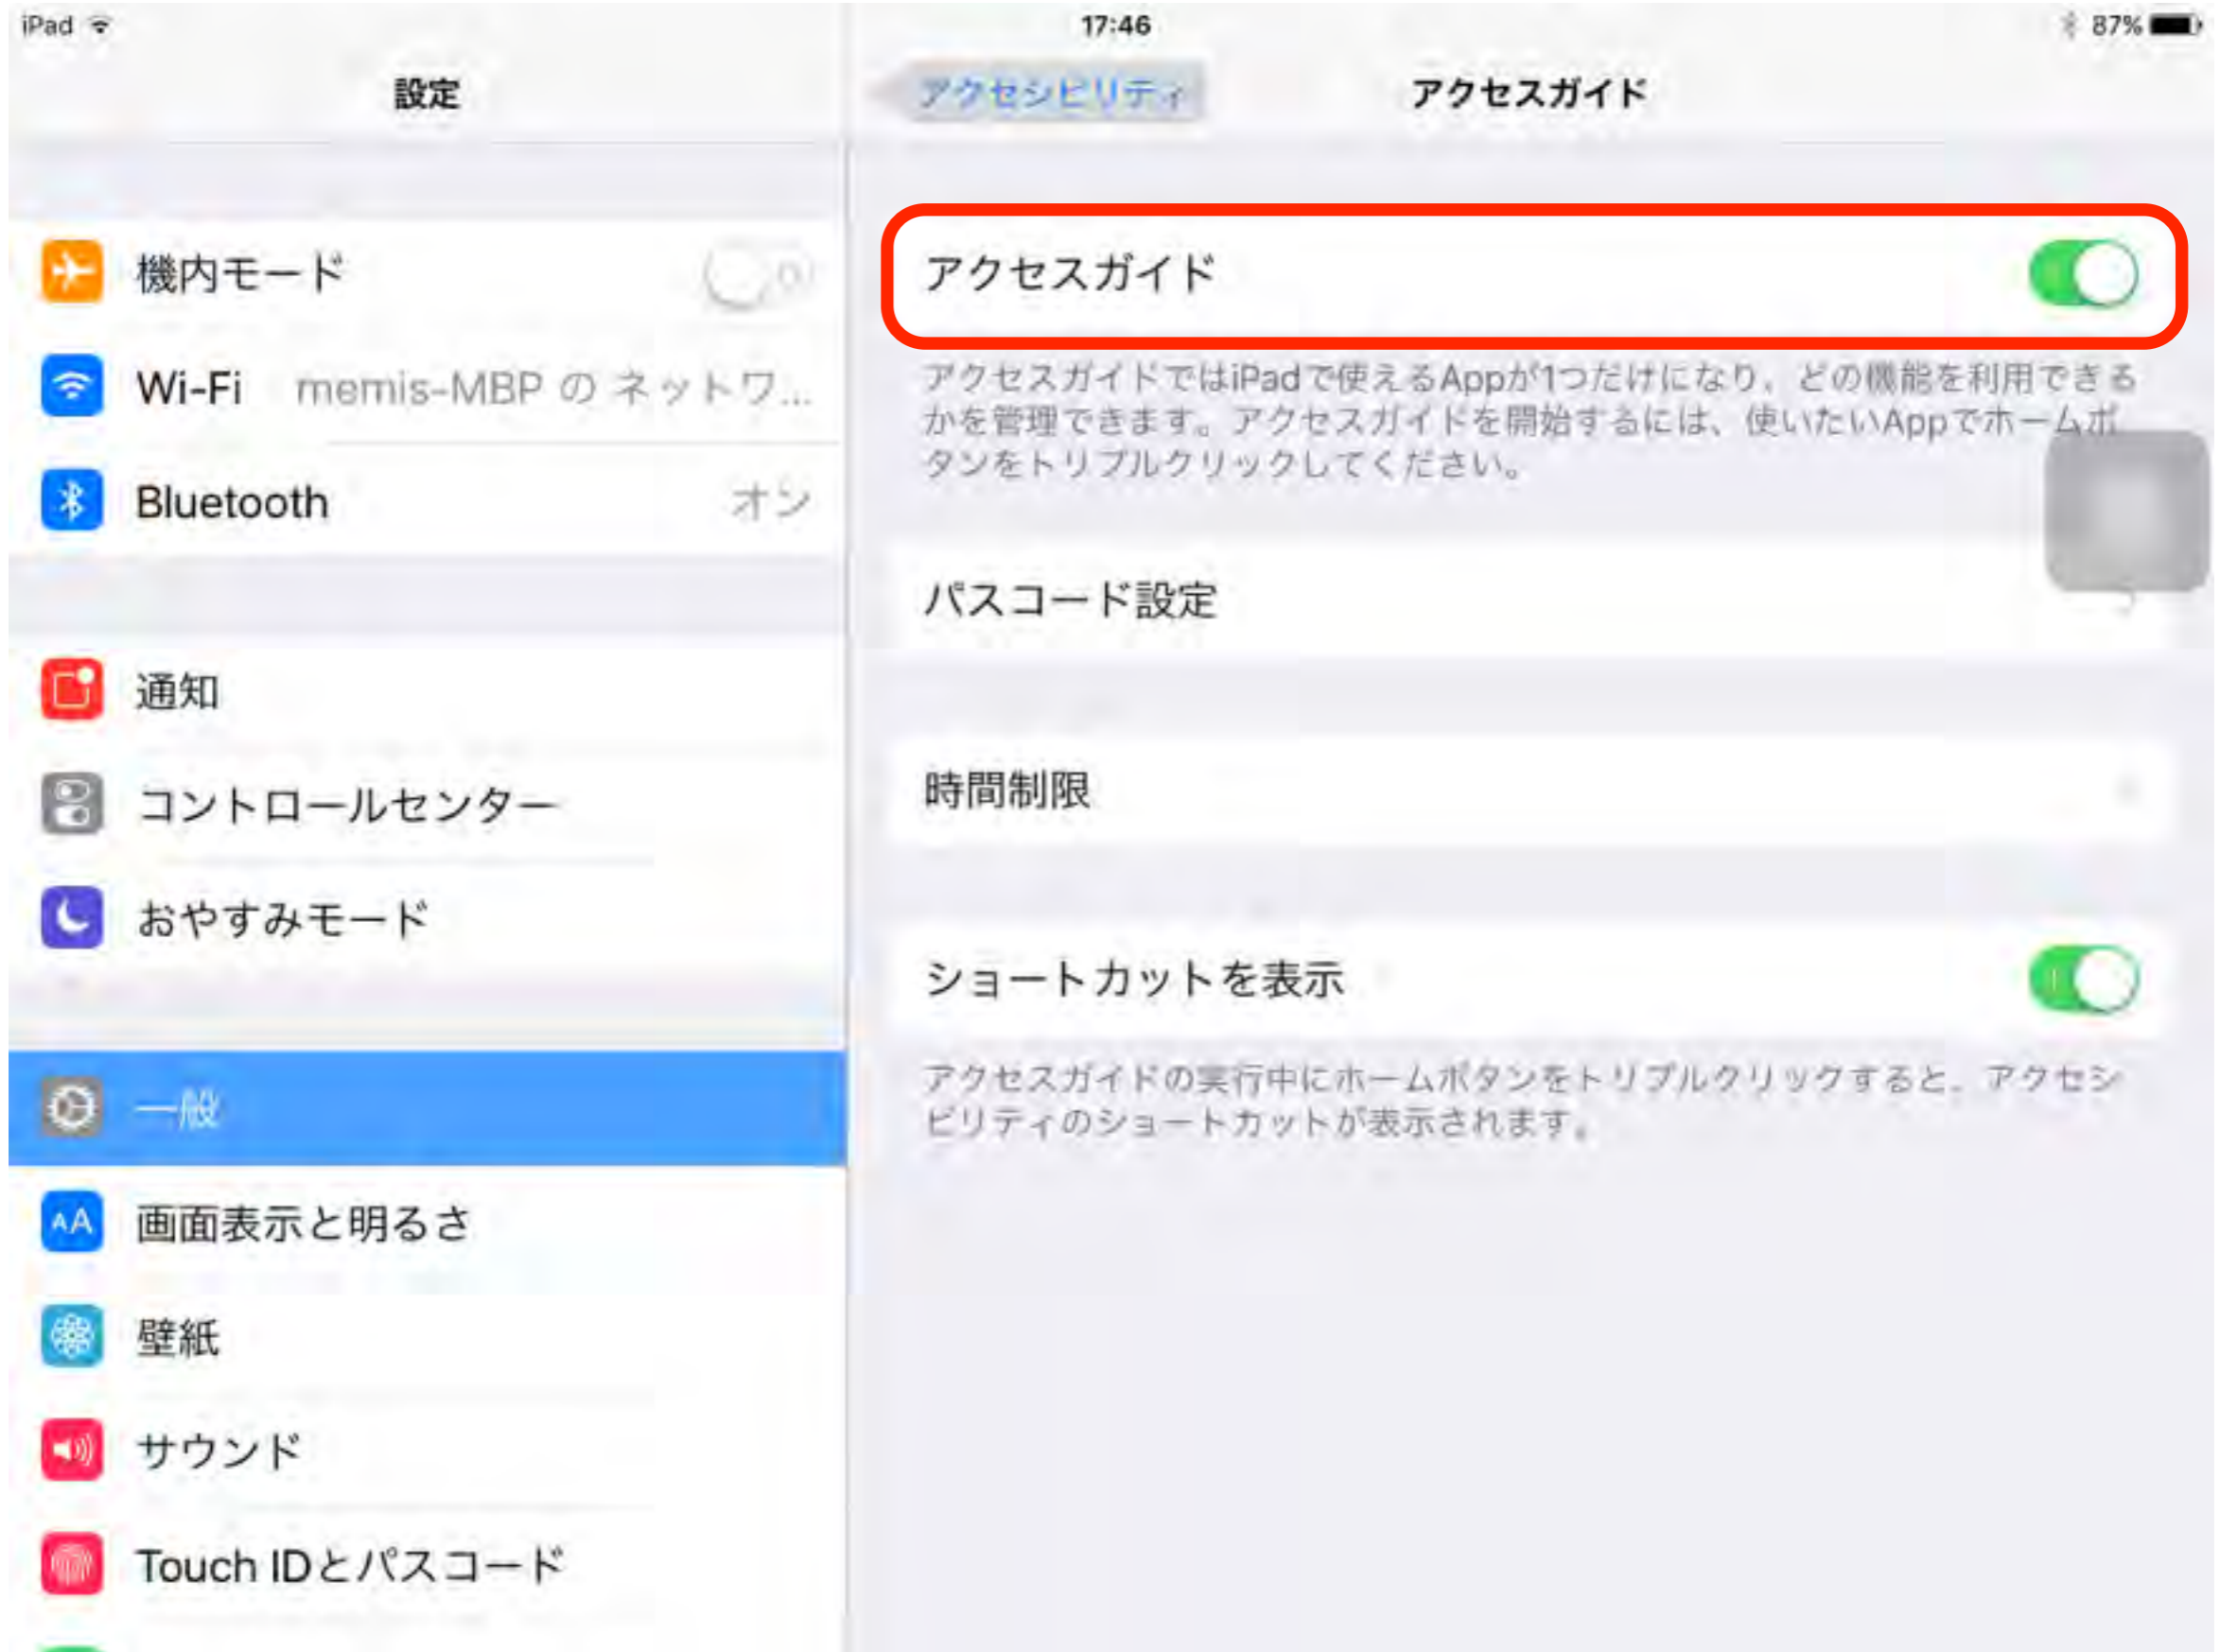 iPad
17:46
87%
設定
機内モード
Wi-Fi memis-MBP の ネットワ...
Bluetooth オン
通知
コントロールセンター
おやすみモード
一般
画面表示と明るさ
壁紙
サウンド
Touch IDとパスコード
アクセシビリティ
アクセスガイド
アクセスガイド
アクセスガイドではiPadで使えるAppが1つだけになり、どの機能を利用できる
かを管理できます。アクセスガイドを開始するには、使いたいAppでホームボ
タンをトリプルクリックしてください。
パスコード設定
時間制限
ショートカットを表示
アクセスガイドの実行中にホームボタンをトリプルクリックすると、アクセシ
ビリティのショートカットが表示されます。